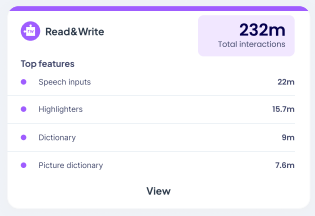 Read&Write
232m
Total interactions
Top features
Speech inputs 22m
Highlighters 15.7m
Dictionary 9m
Picture dictionary 7.6m
View